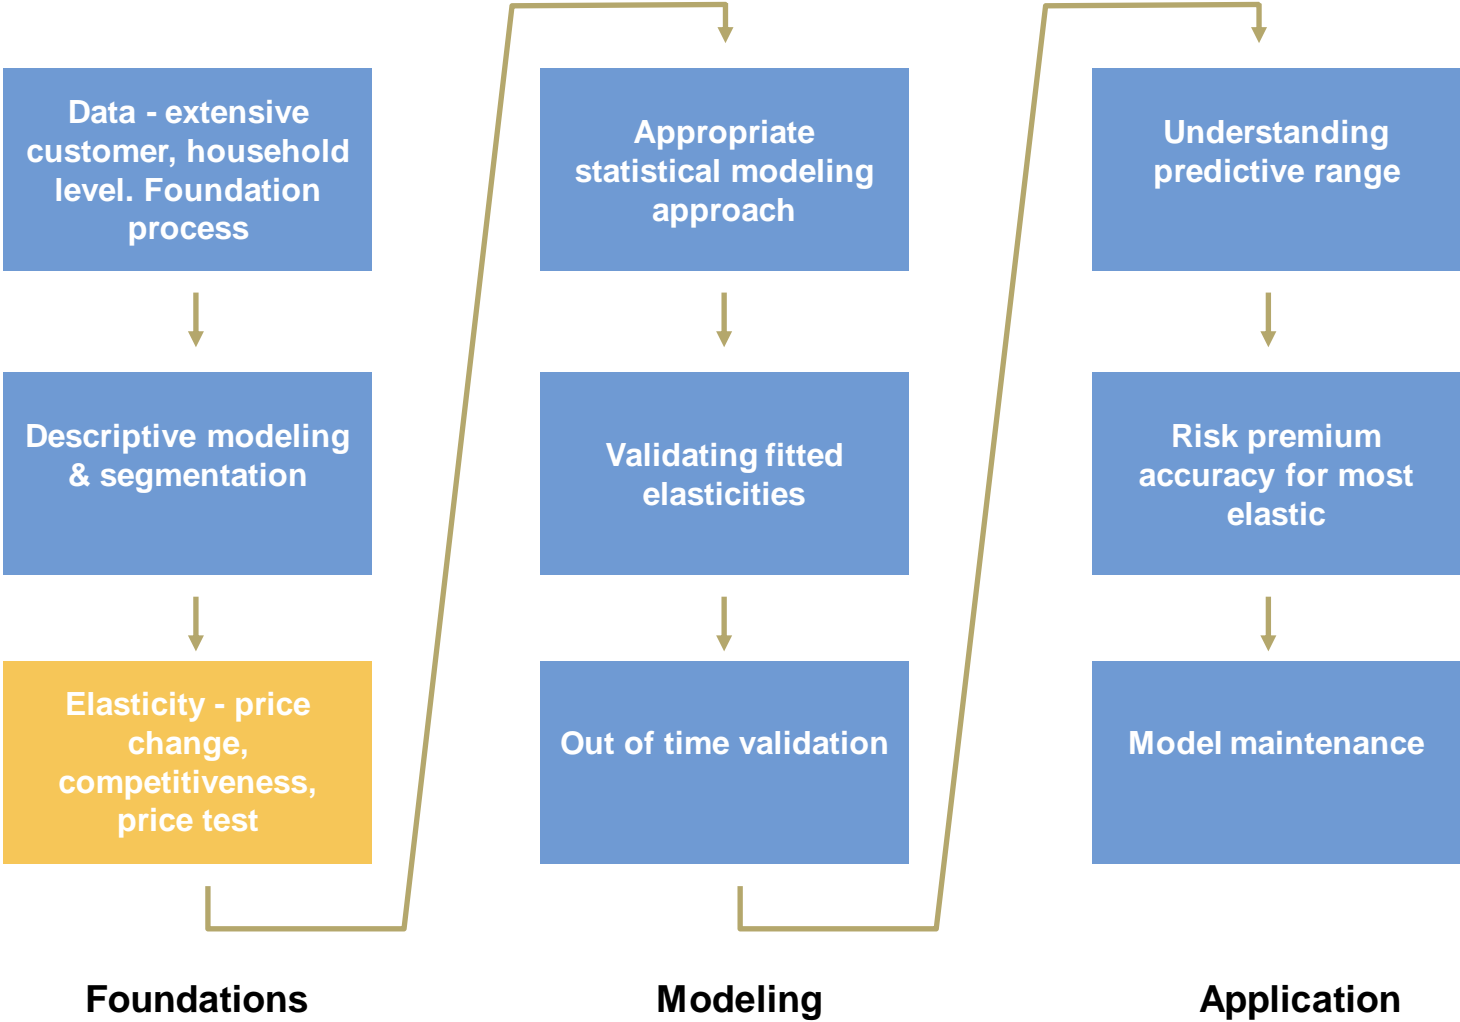 Data - extensive
customer, household
level. Foundation
process
Descriptive modeling
& segmentation
Elasticity - price
change,
competitiveness,
price test
Foundations
Appropriate
statistical modeling
approach
Validating fitted
elasticities
Out of time validation
Modeling
Understanding
predictive range
Risk premium
accuracy for most
elastic
Model maintenance
Application